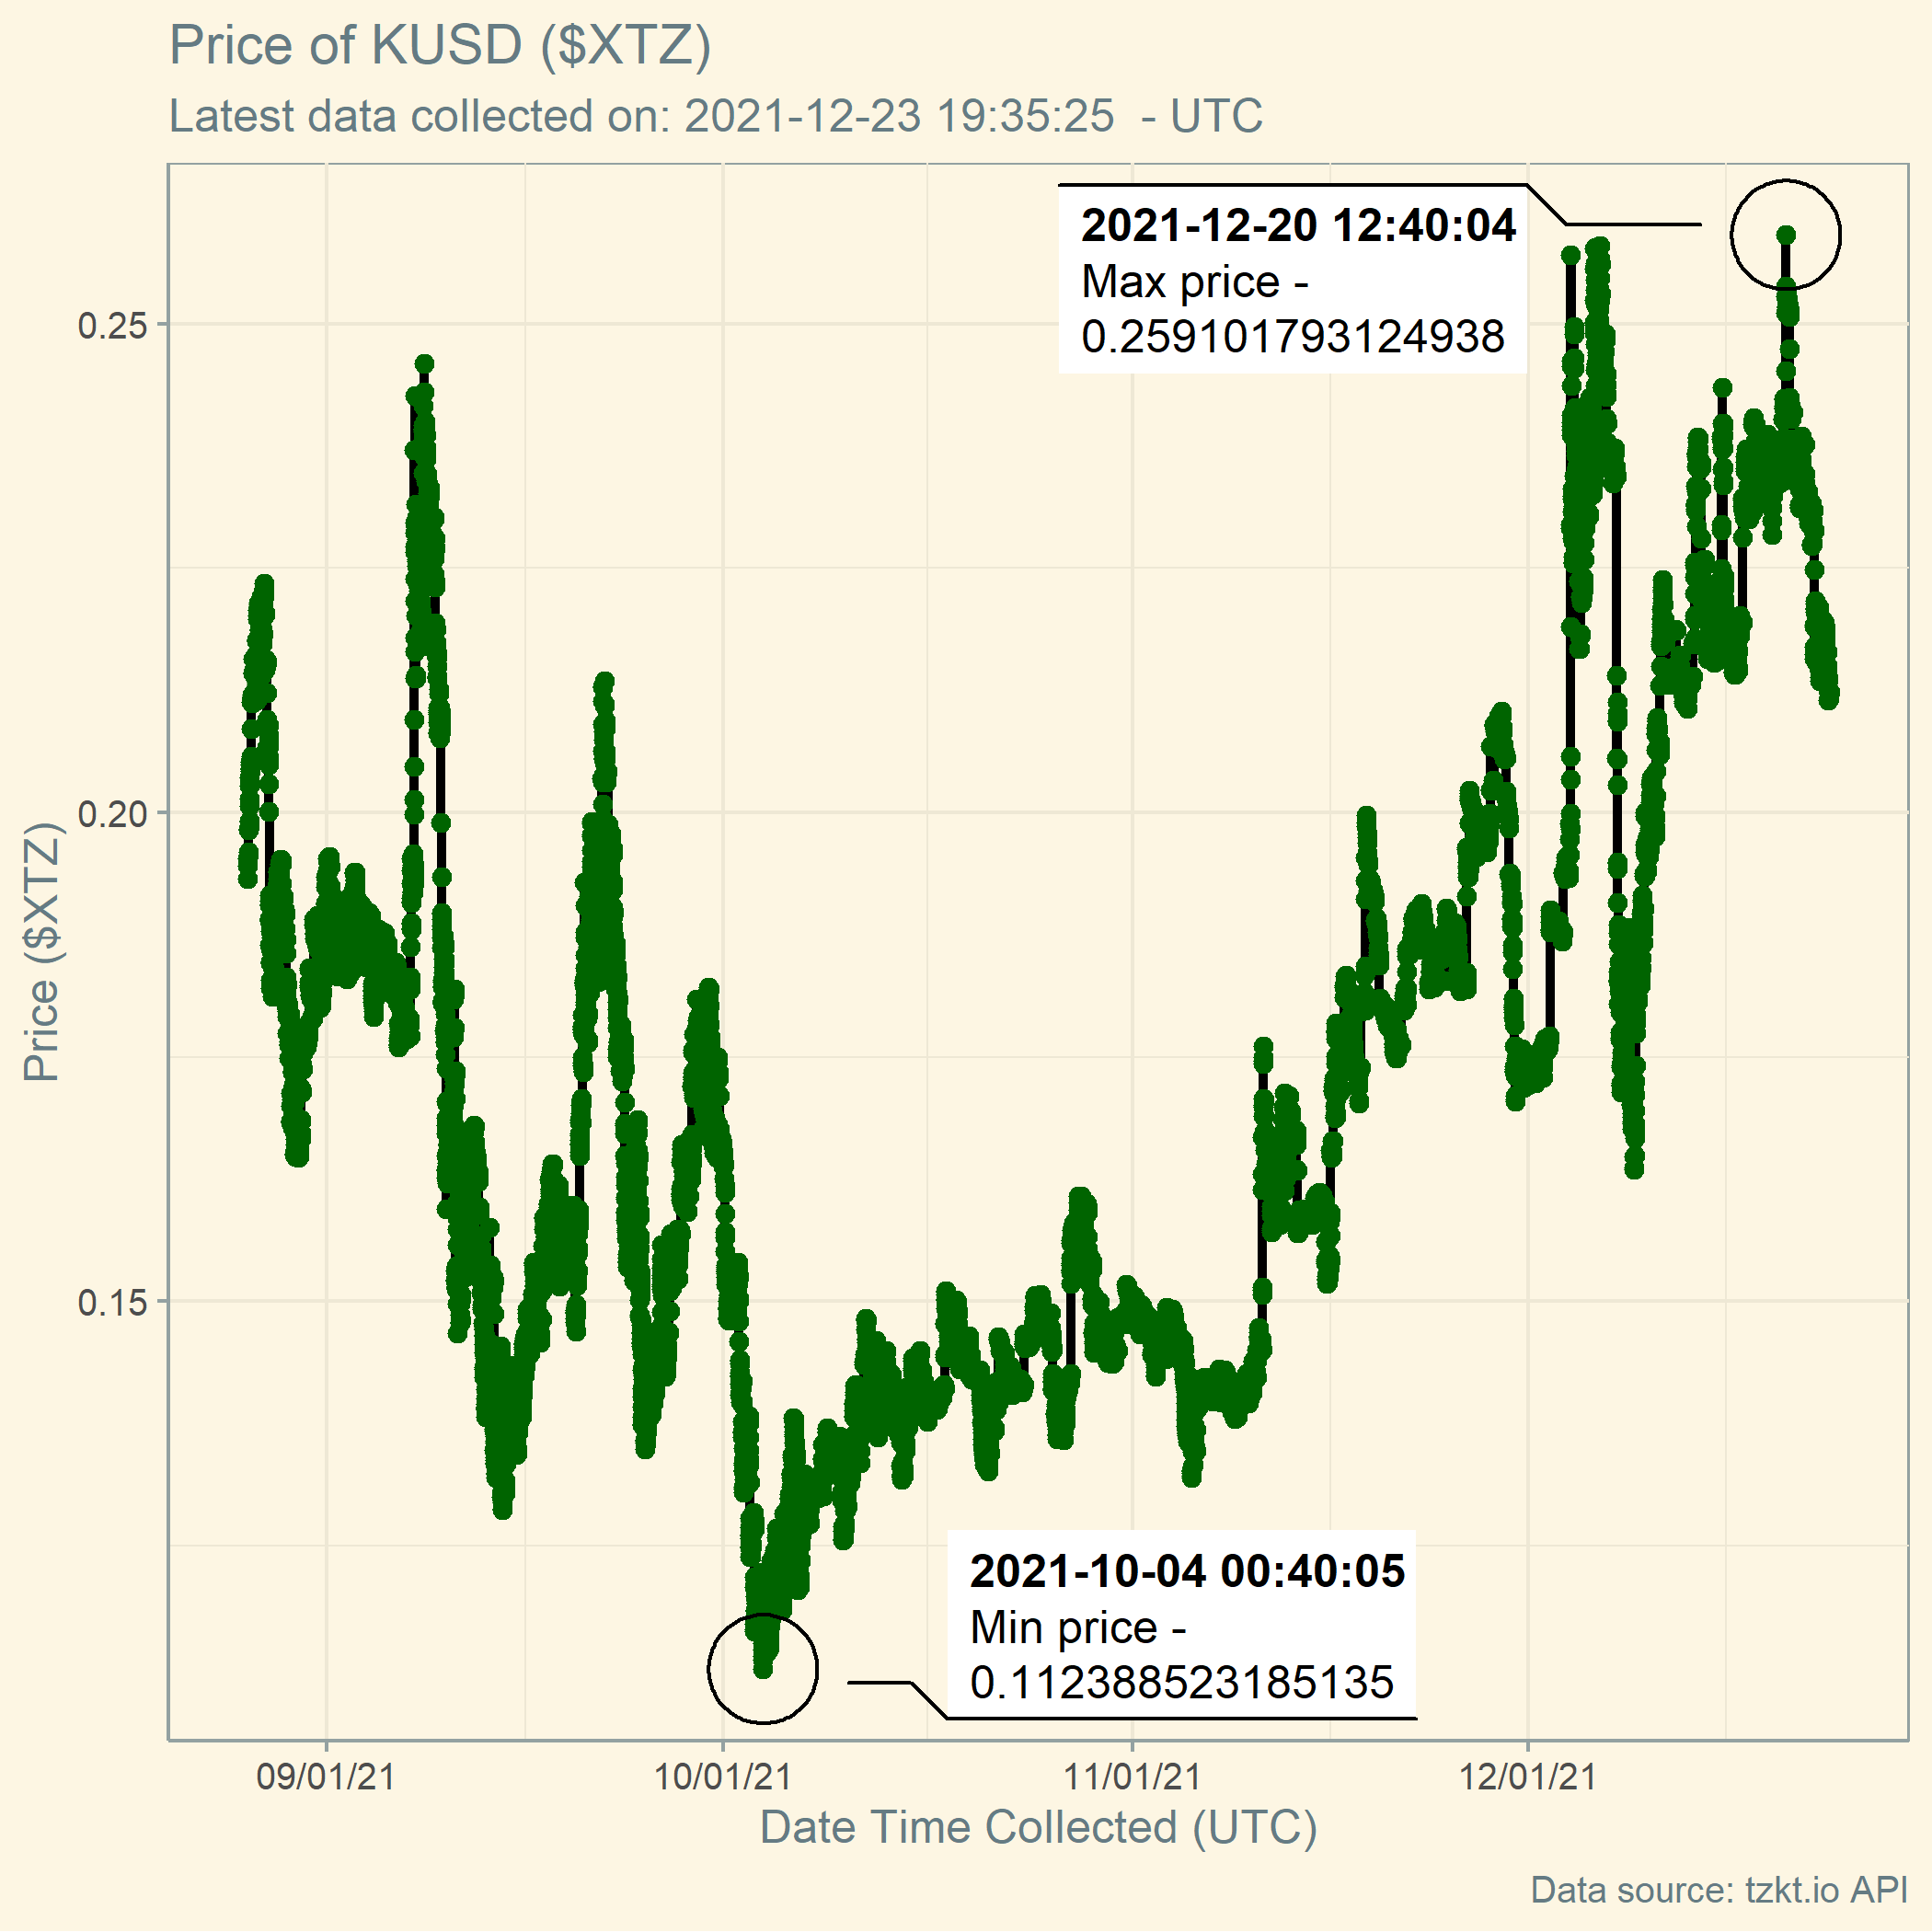 Price of KUSD ($XTZ)
Latest data collected on: 2021-12-23 19:35:25  - UTC
2021-12-20 12:40:04
Max price -
0.259101793124938
0.25
0.20
0.15
Price ($XTZ)
2021-10-04 00:40:05
Min price -
0.112388523185135
09/01/21
10/01/21
11/01/21
12/01/21
Date Time Collected (UTC)
Data source: tzkt.io API